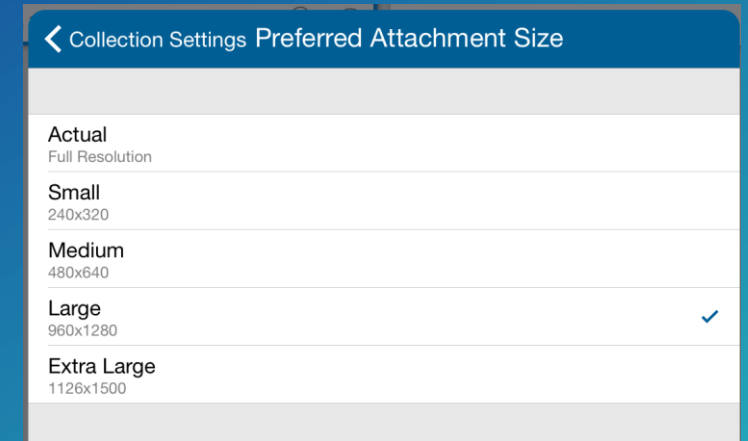 Collection Settings Preferred Attachment Size
Actual
Full Resolution
Small
240x320
Medium
480x640
Large
960x1280
Extra Large
1126x1500